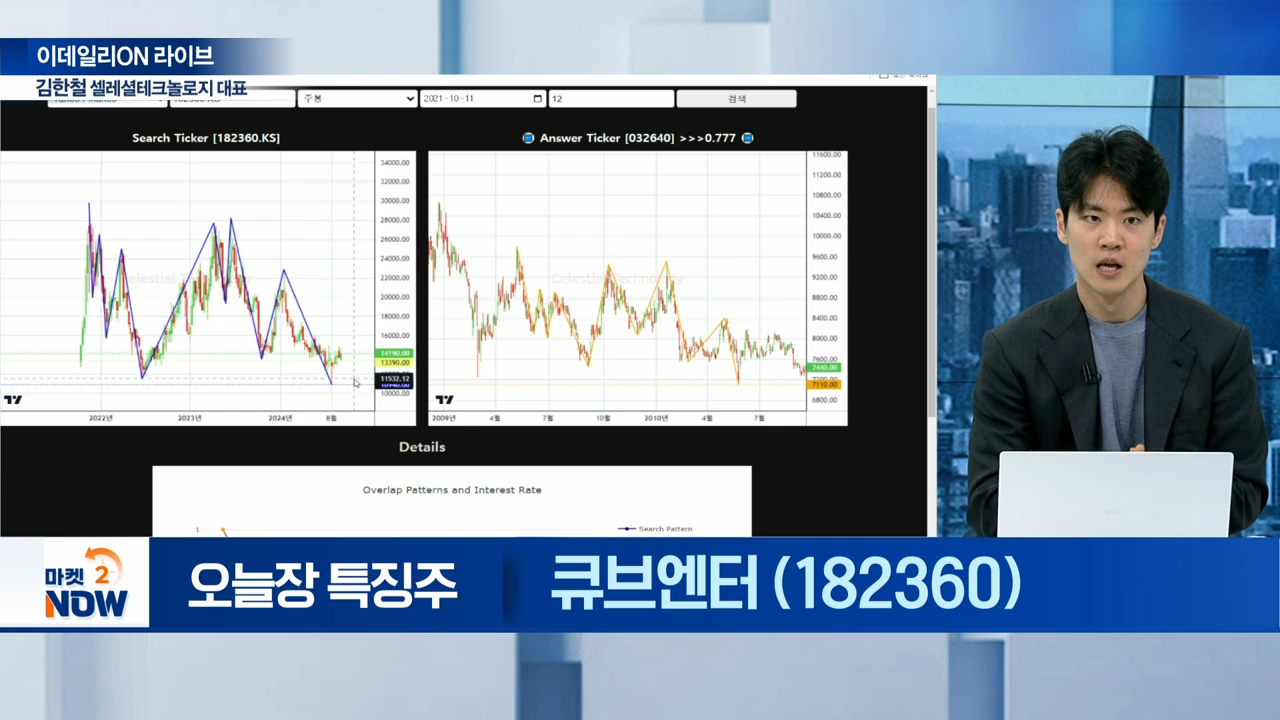 이데일리ON 라이브
김한철 셀레셜테크놀로지 대표
주봉
2021-10-11
12
검색
Search Ticker [182360.KS]
Answer Ticker [032640] >>>0.777
34000.00
32000.00
30000.00
28000.00
26000.00
24000.00
22000.00
20000.00
18000.00
16000.00
14190.00
13390.00
11532.12
10000.00
2022년
2023년
2024년
8월
Celestial Technology
11600.00
11200.00
10800.00
10400.00
10000.00
9600.00
9200.00
8800.00
8400.00
8000.00
7600.00
7440.00
7110.00
6800.00
2009년
4월
7월
10월
2010년
4월
7월
Details
Overlap Patterns and Interest Rate
1
Search Pattern
마켓 2
NOW
오늘장 특징주
큐브엔터 (182360)